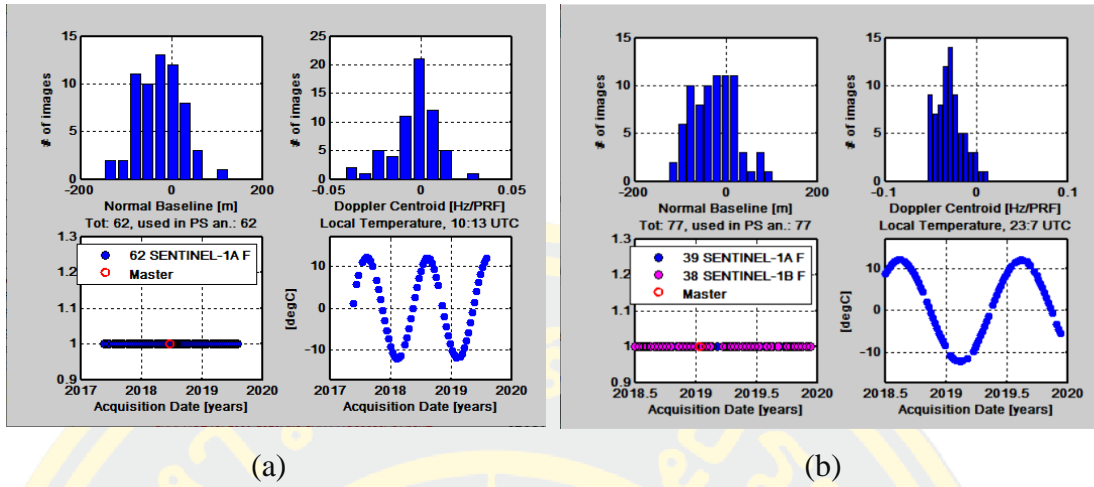 15
10
5
0
# of images
-200 0 200
Normal Baseline [m]
25
20
15
10
5
0
# of images
-0.05 0 0.05
Doppler Centroid [Hz/PRF]
Tot: 62, used in PS an.: 62
1.3
1.2
1.1
1
0.9
62 SENTINEL-1A F
Master
2017 2018 2019 2020
Acquisition Date [years]
Local Temperature, 10:13 UTC
10
0
-10
[degC]
2017 2018 2019 2020
Acquisition Date [years]
(a)
15
10
5
0
# of images
-200 0 200
Normal Baseline [m]
15
10
5
0
# of images
-0.1 0 0.1
Doppler Centroid [Hz/PRF]
Tot: 77, used in PS an.: 77
1.3
1.2
1.1
1
0.9
39 SENTINEL-1A F
38 SENTINEL-1B F
Master
2018.5 2019 2019.5 2020
Acquisition Date [years]
Local Temperature, 23:7 UTC
10
0
-10
[degC]
2018.5 2019 2019.5 2020
Acquisition Date [years]
(b)